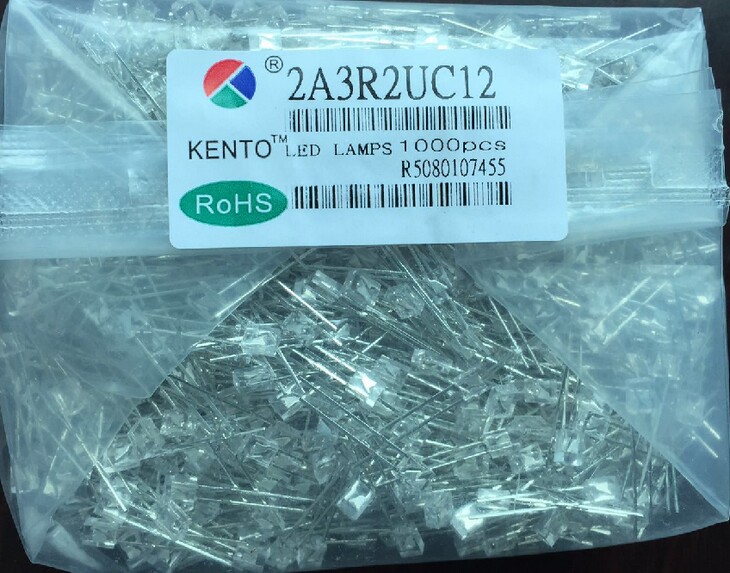 ® 2A3R2UC12
KENTO™ LED LAMPS 1000pcs
R5080107455
RoHS